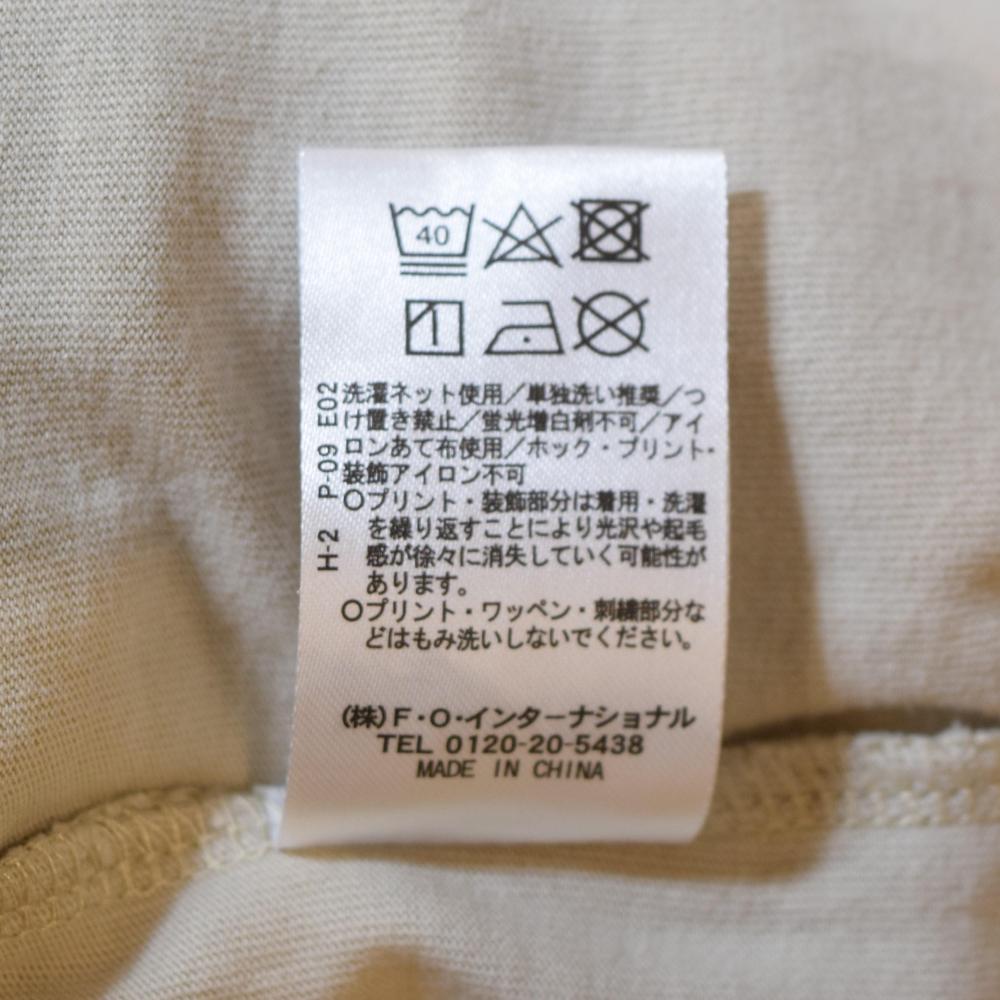 40
洗濯ネット使用／単独洗い推奨／つ
け置き禁止／蛍光増白剤不可／アイ
ロンあて布使用／ホック・プリント・
装飾アイロン不可
○プリント・装飾部分は着用・洗濯
を繰り返すことにより光沢や起毛
感が徐々に消失していく可能性が
あります。
○プリント・ワッペン・刺繍部分な
どはもみ洗いしないでください。
H-2 P-09 E02
(株)F・O・インターナショナル
TEL 0120-20-5438
MADE IN CHINA